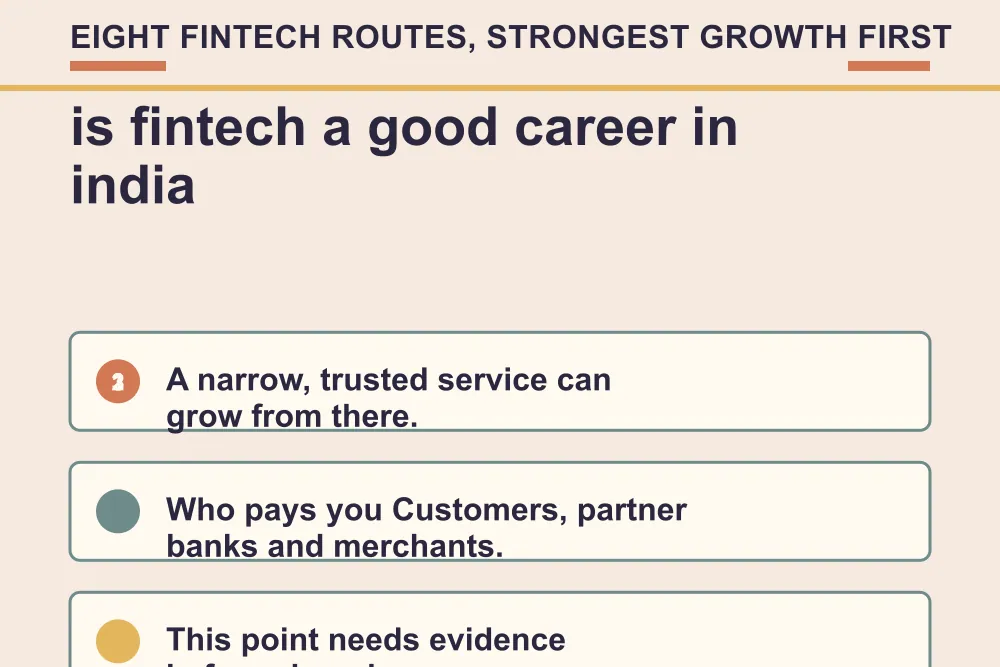 EIGHT FINTECH ROUTES, STRONGEST GROWTH FIRST
is fintech a good career in
india
A narrow, trusted service can
grow from there.
Who pays you Customers, partner
banks and merchants.
This point needs evidence